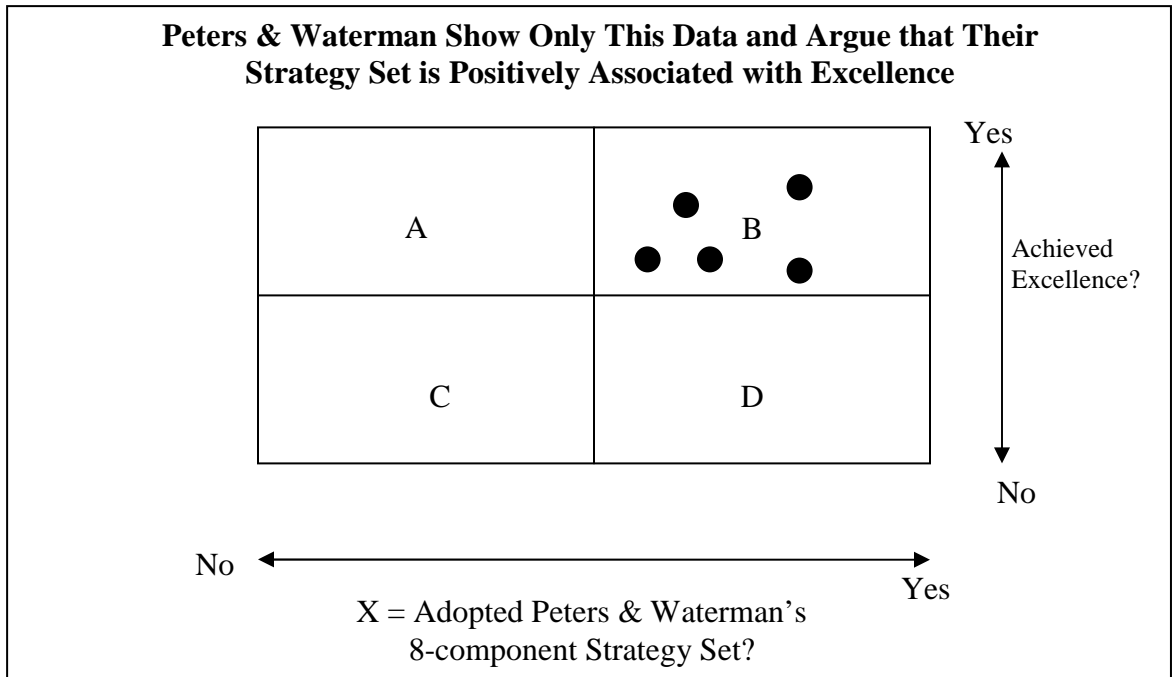 Peters & Waterman Show Only This Data and Argue that Their
Strategy Set is Positively Associated with Excellence
Yes
A
B
Achieved
Excellence?
C
D
No
No
Yes
X = Adopted Peters & Waterman's
8-component Strategy Set?